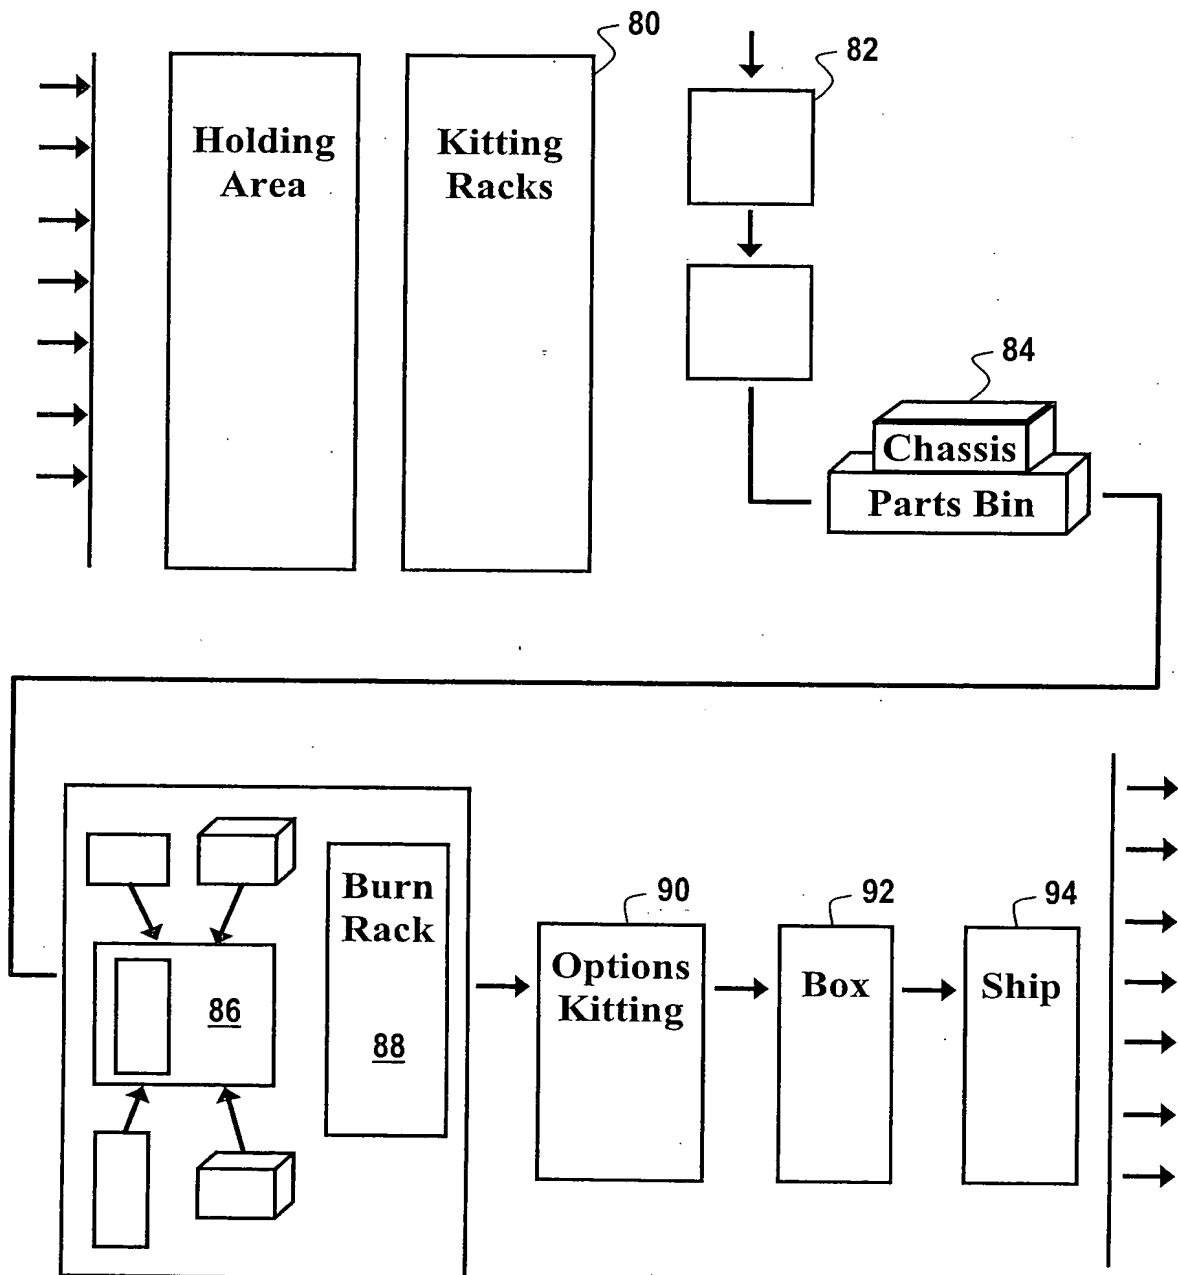 80
82
Holding
Area
Kitting
Racks
84
Chassis
Parts Bin
Burn
Rack
86
88
90
92
94
Options
Kitting
Box
Ship